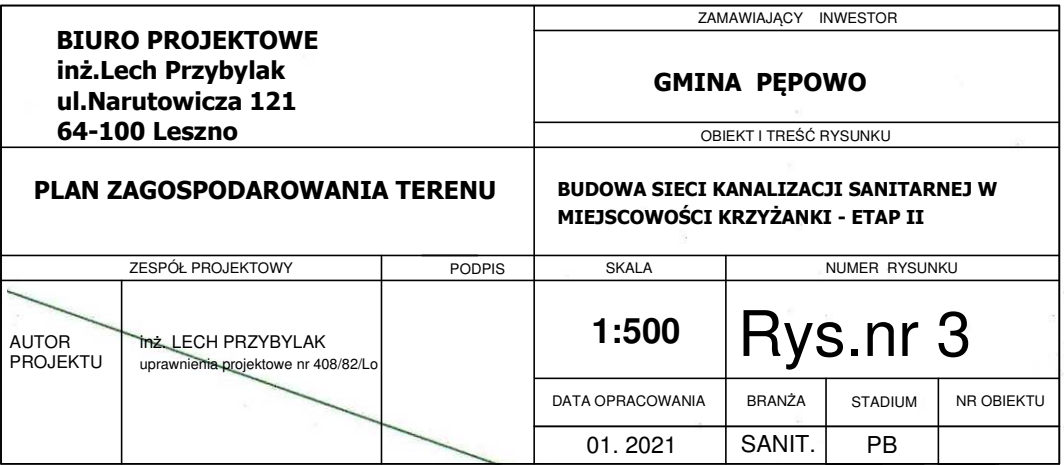 BIURO PROJEKTOWE
inż.Lech Przybylak
ul.Narutowicza 121
64-100 Leszno
ZAMAWIAJĄCY INWESTOR
GMINA PĘPOWO
OBIEKT I TREŚĆ RYSUNKU
PLAN ZAGOSPODAROWANIA TERENU
BUDOWA SIECI KANALIZACJI SANITARNEJ W
MIEJSCOWOŚCI KRZYŻANKI - ETAP II
ZESPÓŁ PROJEKTOWY
PODPIS
SKALA
NUMER RYSUNKU
AUTOR
PROJEKTU
inż. LECH PRZYBYLAK
uprawnienia projektowe nr 408/82/Lo
1:500
Rys.nr 3
DATA OPRACOWANIA
BRANŻA
STADIUM
NR OBIEKTU
01. 2021
SANIT.
PB